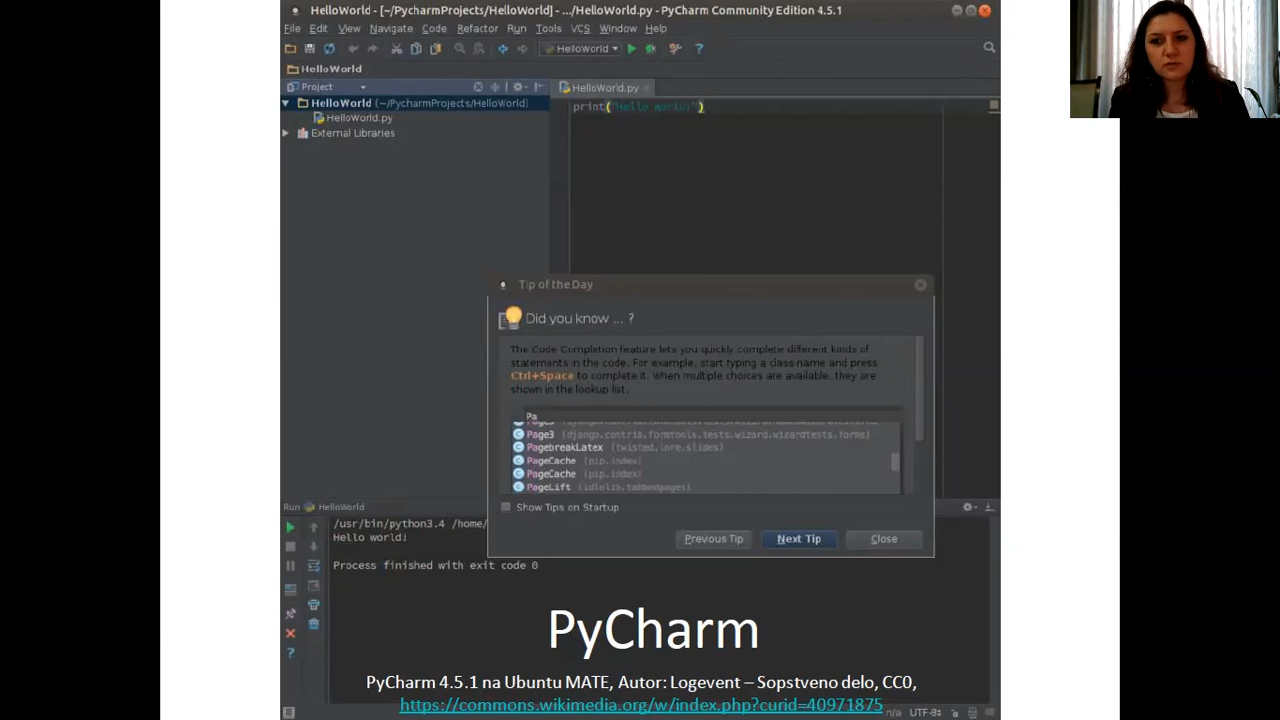 HelloWorld - [~/PycharmProjects/HelloWorld] - .../HelloWorld.py - PyCharm Community Edition 4.5.1
File Edit View Navigate Code Refactor Run Tools VCS Window Help
HelloWorld
HelloWorld
Project
HelloWorld.py
HelloWorld (~/PycharmProjects/HelloWorld)
print("Hello world!")
HelloWorld.py
External Libraries
Tip of the Day
Did you know ... ?
The Code Completion feature lets you quickly complete different kinds of
statements in the code. For example, start typing a class name and press
Ctrl+Space to complete it. When multiple choices are available, they are
shown in the lookup list.
Pa
Page3 (django.contrib.formtools.tests.wizard.wizardtests.forms)
PagebreakLatex (twisted.lore.slides)
PageCache (pip.index)
PageCache (pip.index)
PageLift (idlelib.tabbedpages)
Show Tips on Startup
Previous Tip Next Tip Close
Run HelloWorld
/usr/bin/python3.4 /home/
Hello world!
Process finished with exit code 0
PyCharm
PyCharm 4.5.1 na Ubuntu MATE, Autor: Logevent – Sopstveno delo, CC0,
https://commons.wikimedia.org/w/index.php?curid=40971875
n/a UTF-8